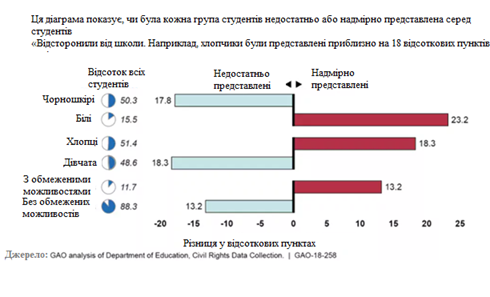 Ця діаграма показує, чи була кожна група студентів недостатньо або надмірно представлена серед
студентів
«Відсторонили від школи. Наприклад, хлопчики були представлені приблизно на 18 відсоткових пунктів
Відсоток всіх
студентів
Недостатньо
представлені
Надмірно
представлені
Чорношкірі 50.3 17.8
Білі 15.5 23.2
Хлопці 51.4 18.3
Дівчата 48.6 18.3
З обмеженими
можливостями 11.7 13.2
Без обмежених
можливостів 88.3 13.2
-20 -15 -10 -5 0 5 10 15 20 25
Різниця у відсоткових пунктах
Джерело: GAO analysis of Department of Education, Civil Rights Data Collection. | GAO-18-258